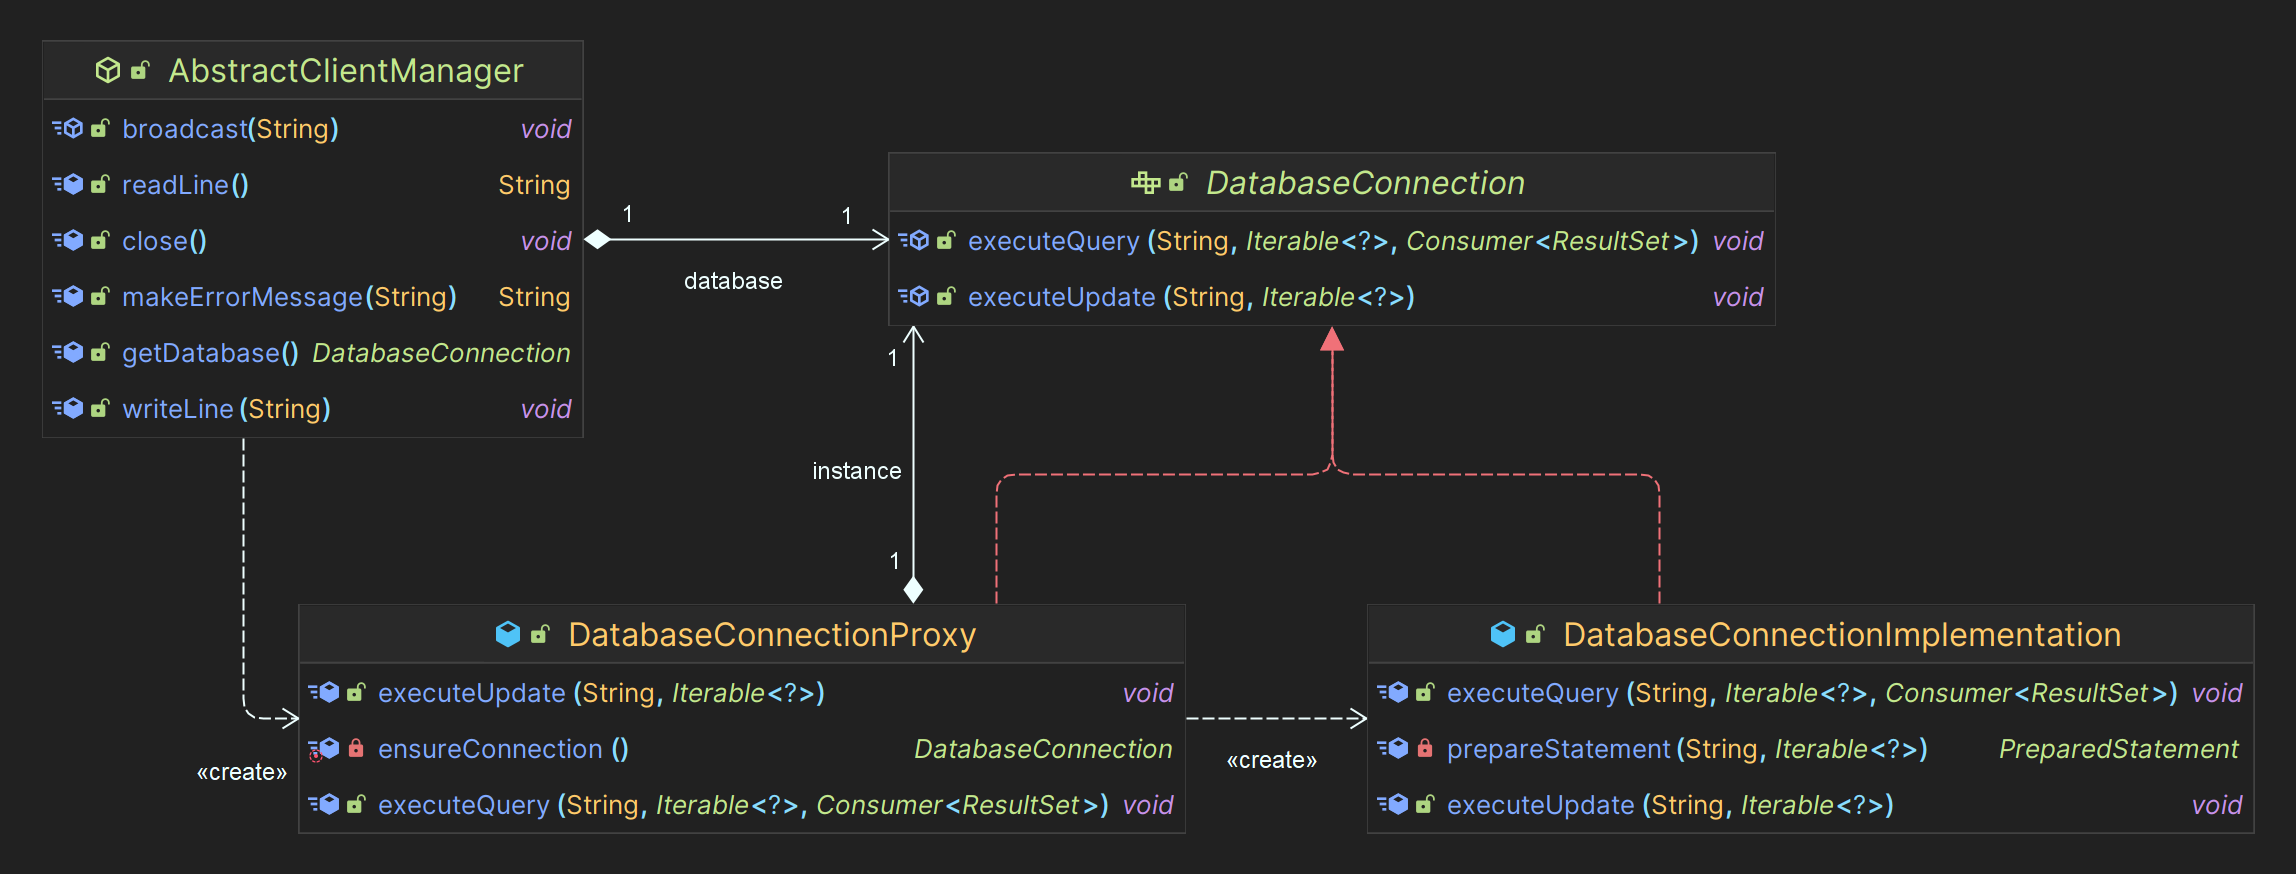 AbstractClientManager
broadcast(String) void
readLine() String
close() void
makeErrorMessage(String) String
getDatabase() DatabaseConnection
writeLine(String) void
1
1
database
DatabaseConnection
executeQuery(String, Iterable<?>, Consumer<ResultSet>) void
executeUpdate(String, Iterable<?>) void
1
instance
1
«create»
DatabaseConnectionProxy
executeUpdate(String, Iterable<?>) void
ensureConnection() DatabaseConnection
executeQuery(String, Iterable<?>, Consumer<ResultSet>) void
«create»
DatabaseConnectionImplementation
executeQuery(String, Iterable<?>, Consumer<ResultSet>) void
prepareStatement(String, Iterable<?>) PreparedStatement
executeUpdate(String, Iterable<?>) void